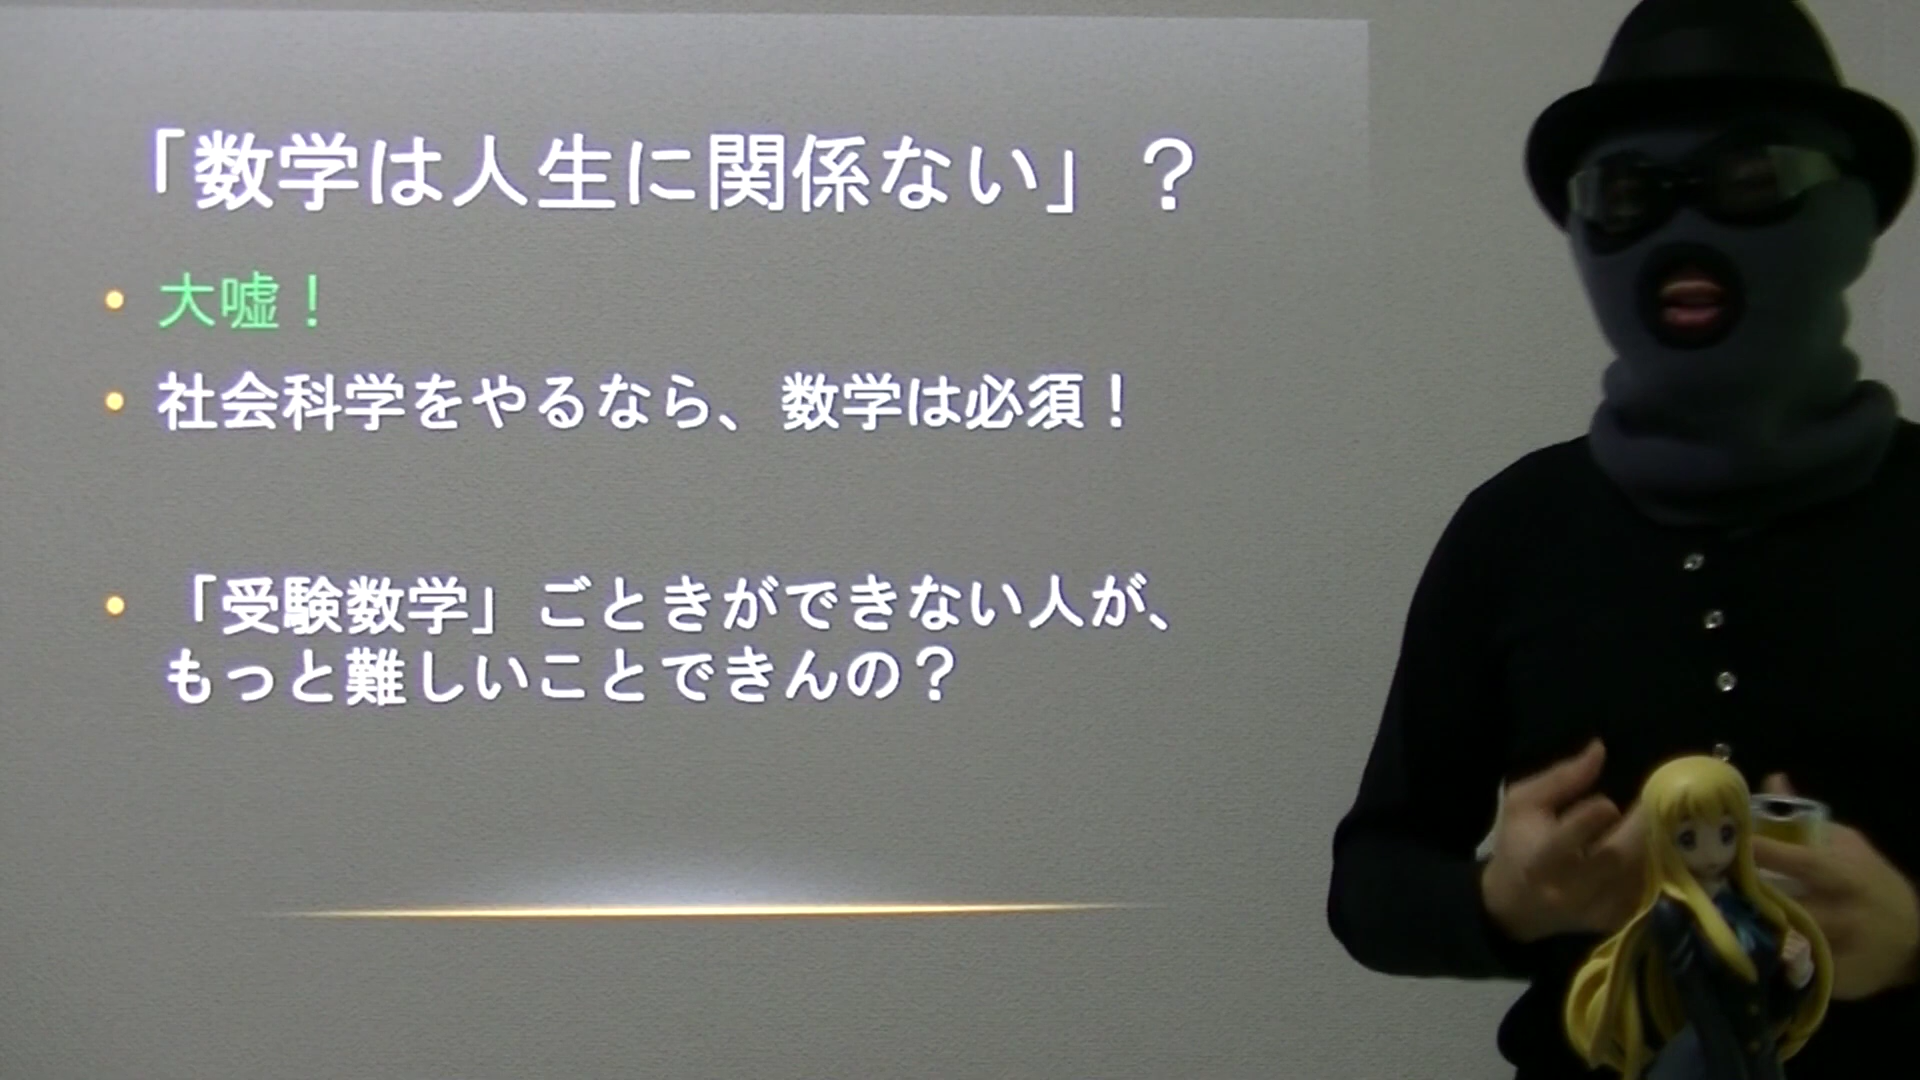 「数学は人生に関係ない」？
大嘘！
社会科学をやるなら、数学は必須！
「受験数学」ごときができない人が、
もっと難しいことできんの？